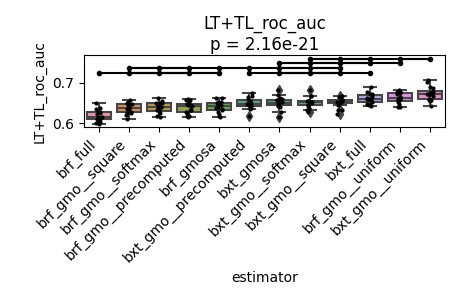 LT+TL_roc_auc
p = 2.16e-21
LT+TL_roc_auc
0.7
0.6
brf_full
brf_gmo__square
brf_gmo__softmax
brf_gmo__precomputed
brf_gmosa
bxt_gmo__precomputed
bxt_gmosa
bxt_gmo__softmax
bxt_gmo__square
bxt_full
brf_gmo__uniform
bxt_gmo__uniform
estimator